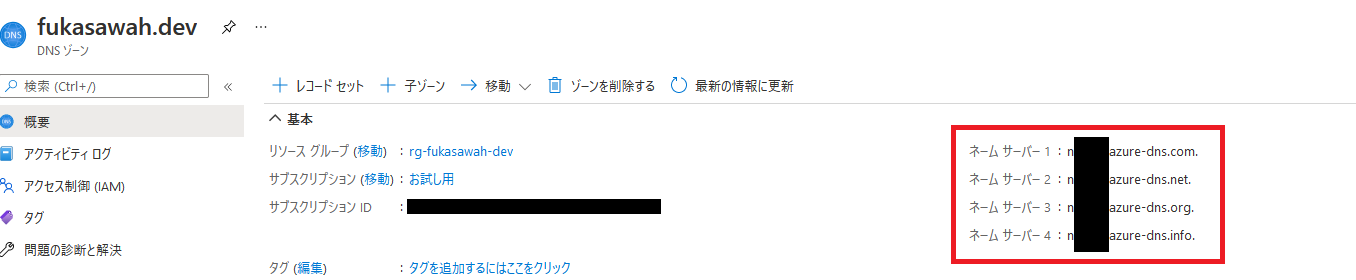 fukasawah.dev
DNS
DNS ゾーン
検索 (Ctrl+/)
レコード セット 子ゾーン 移動 ゾーンを削除する 最新の情報に更新
DNS 概要
アクティビティ ログ
アクセス制御 (IAM)
タグ
問題の診断と解決
基本
リソース グループ (移動) : rg-fukasawah-dev
サブスクリプション (移動) : お試し用
サブスクリプション ID :
タグ (編集) : タグを追加するにはここをクリック
ネーム サーバー 1 : n azure-dns.com.
ネーム サーバー 2 : n azure-dns.net.
ネーム サーバー 3 : n azure-dns.org.
ネーム サーバー 4 : n azure-dns.info.